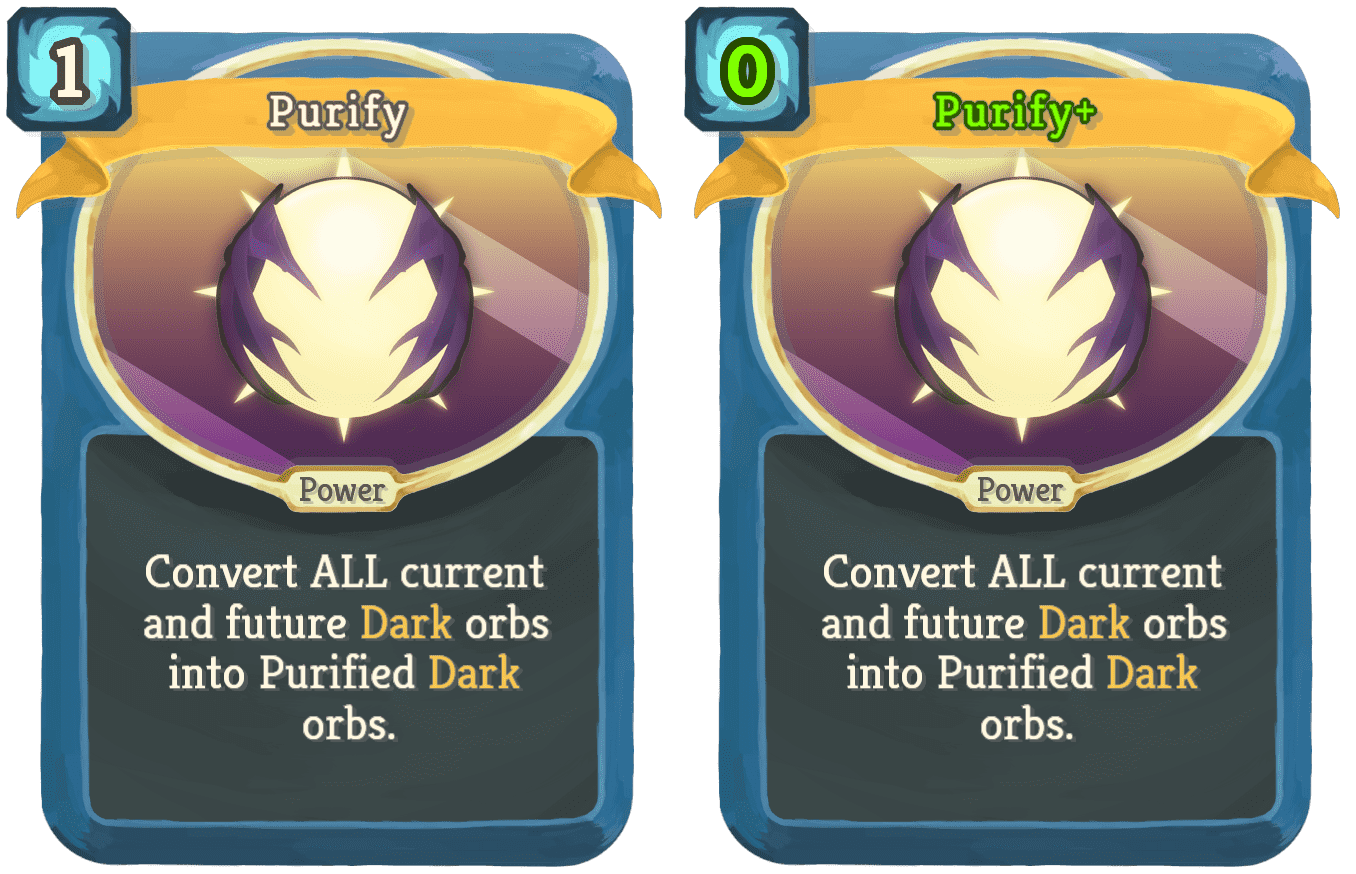 1
Purify
Power
Convert ALL current
and future Dark orbs
into Purified Dark
orbs.
0
Purify+
Power
Convert ALL current
and future Dark orbs
into Purified Dark
orbs.